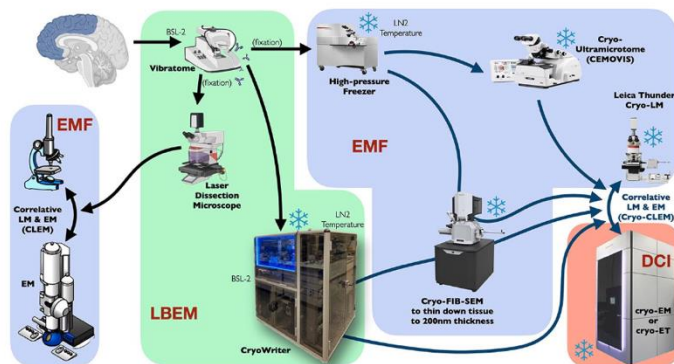 BSL-2
(fixation)
LN2
Temperature
Vibratome
(fixation)
High-pressure
Freezer
Cryo-
Ultramicrotome
(CEMOVIS)
Leica Thunder
Cryo-LM
EMF
EMF
Laser
Dissection
Microscope
Correlative
LM & EM
(CLEM)
Correlative
LM & EM
(Cryo-CLEM)
LN2
Temperature
EM
BSL-2
DCI
Cryo-FIB-SEM
to thin down tissue
to 200nm thickness
cryo-EM
or
cryo-ET
LBEM
CryoWriter